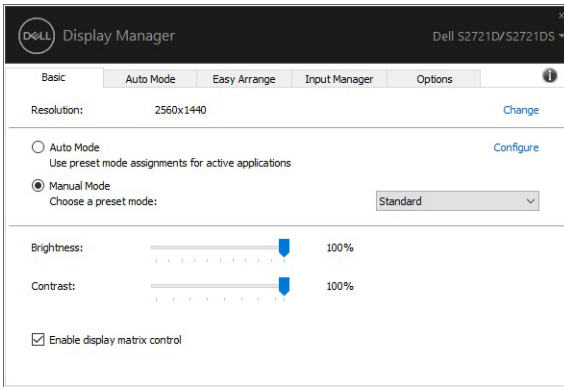 DELL Display Manager
Dell S2721D/S2721DS
Basic Auto Mode Easy Arrange Input Manager Options
Resolution: 2560x1440 Change
Auto Mode Configure
Use preset mode assignments for active applications
Manual Mode
Choose a preset mode: Standard
Brightness: 100%
Contrast: 100%
Enable display matrix control